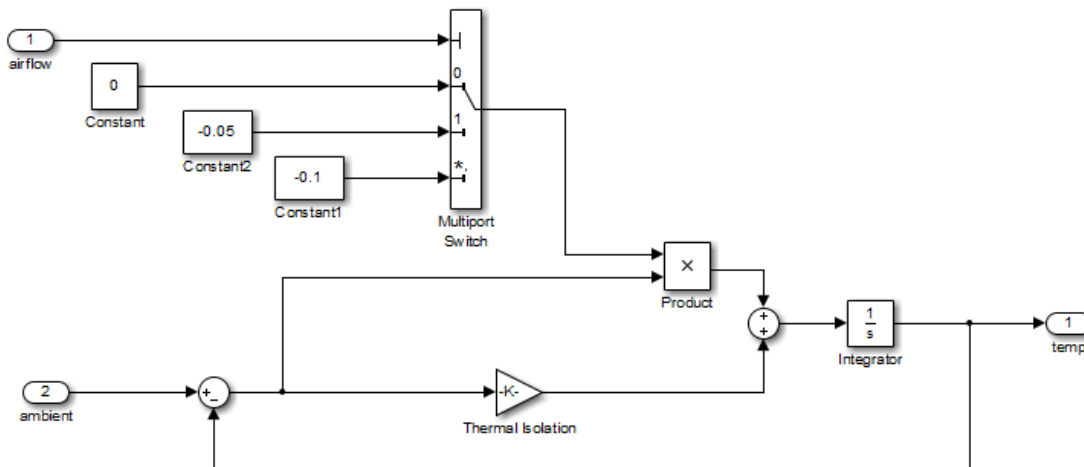 1
airflow
0
Constant
-0.05
Constant2
-0.1
Constant1
0
1
*,
Multiport
Switch
×
Product
+
+
1
s
Integrator
1
temp
2
ambient
+
-
-K-
Thermal Isolation